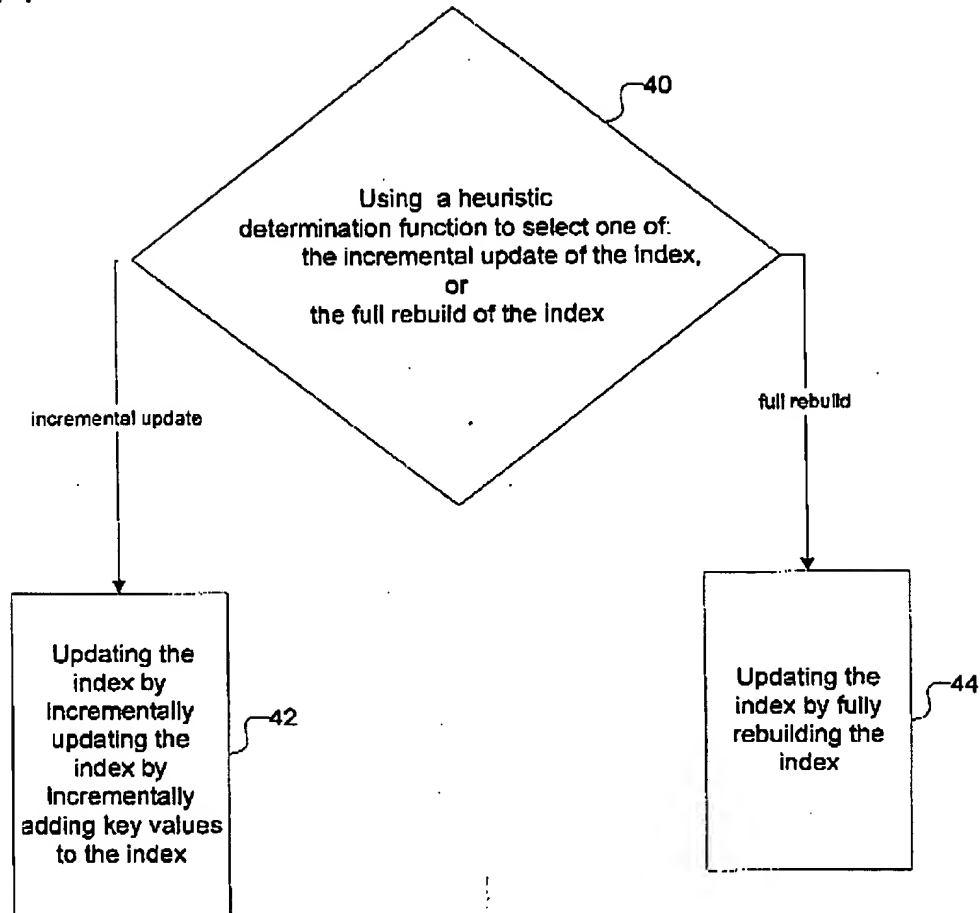 40
Using a heuristic
determination function to select one of:
the incremental update of the index,
or
the full rebuild of the index
incremental update
full rebuild
Updating the
index by
incrementally
updating the
index by
incrementally
adding key values
to the index
42
Updating the
index by fully
rebuilding the
index
44